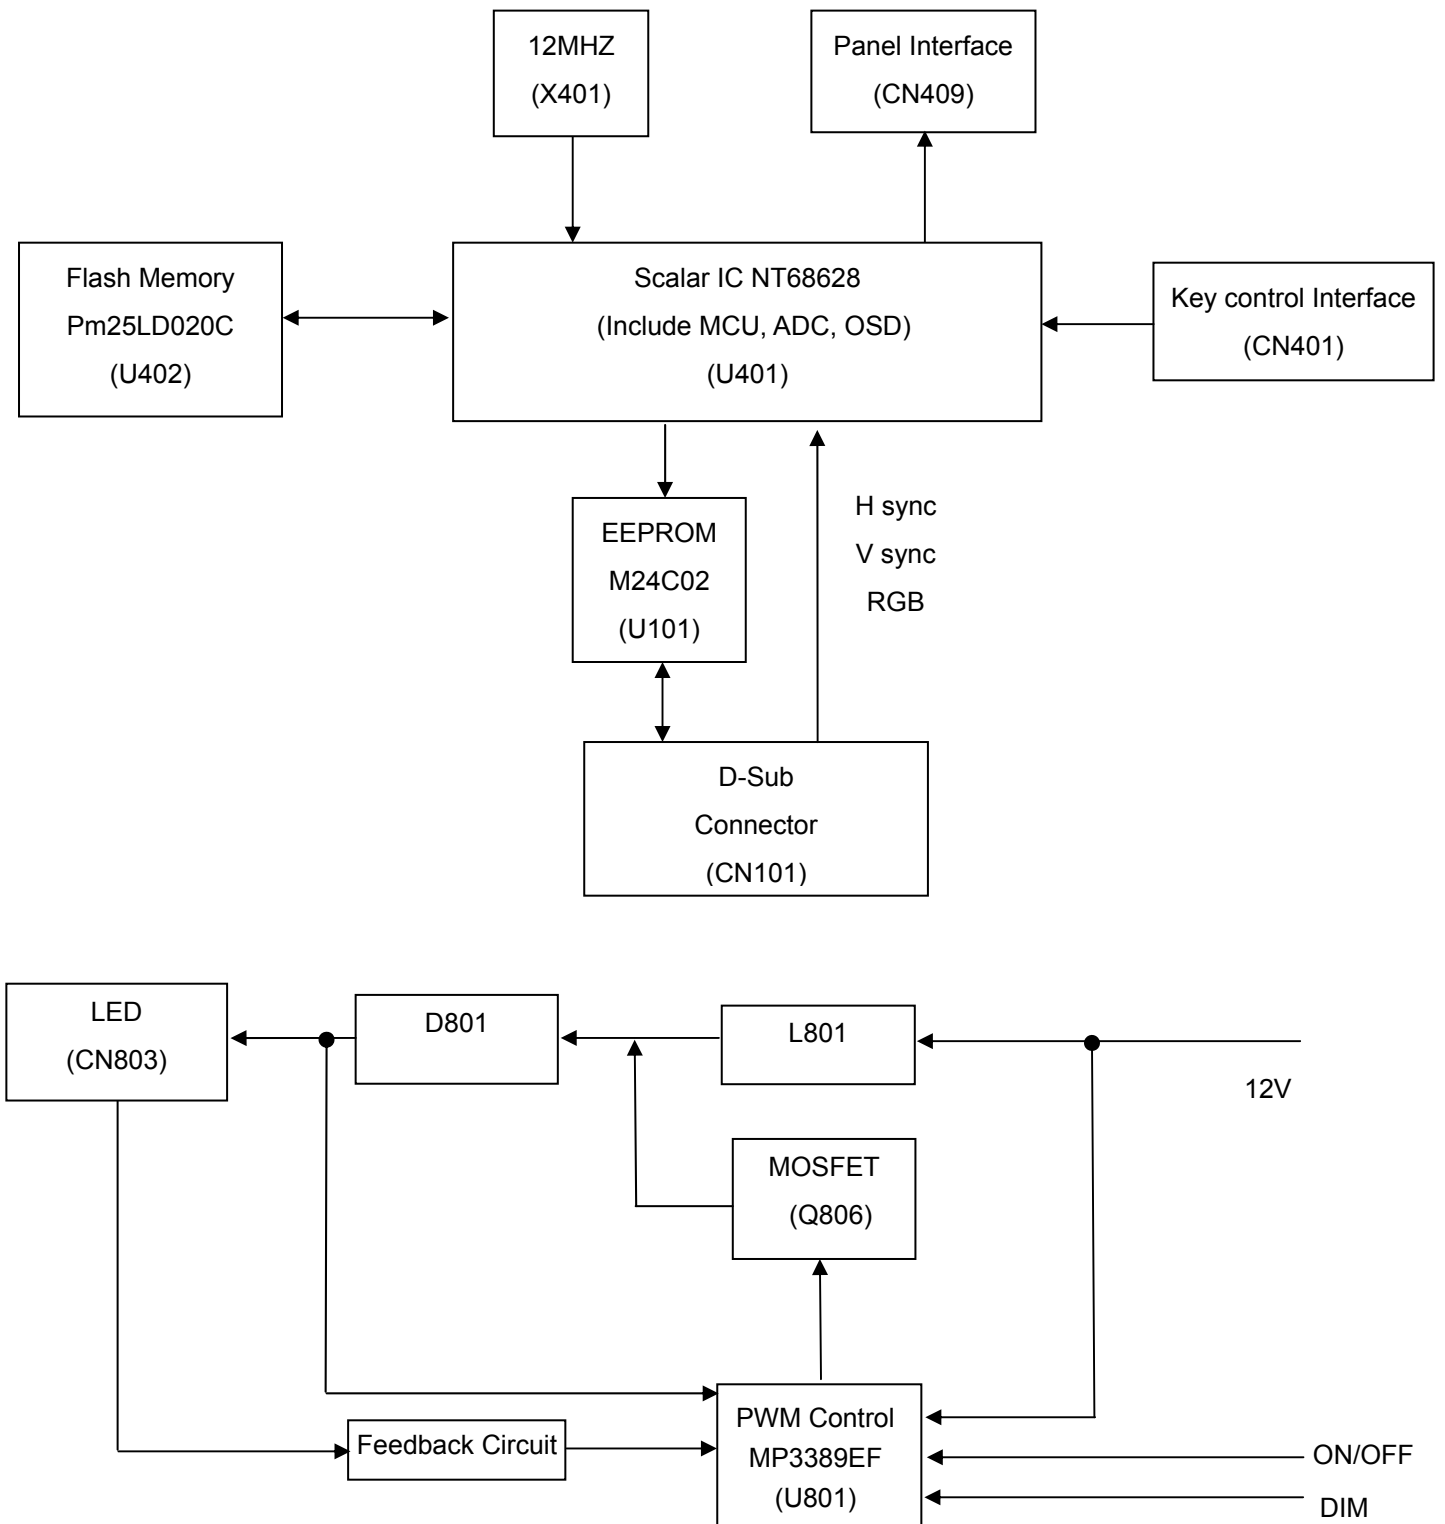 12MHZ
(X401)
Panel Interface
(CN409)
Flash Memory
Pm25LD020C
(U402)
Scalar IC NT68628
(Include MCU, ADC, OSD)
(U401)
Key control Interface
(CN401)
EEPROM
M24C02
(U101)
H sync
V sync
RGB
D-Sub
Connector
(CN101)
LED
(CN803)
D801
L801
12V
MOSFET
(Q806)
Feedback Circuit
PWM Control
MP3389EF
(U801)
ON/OFF
DIM